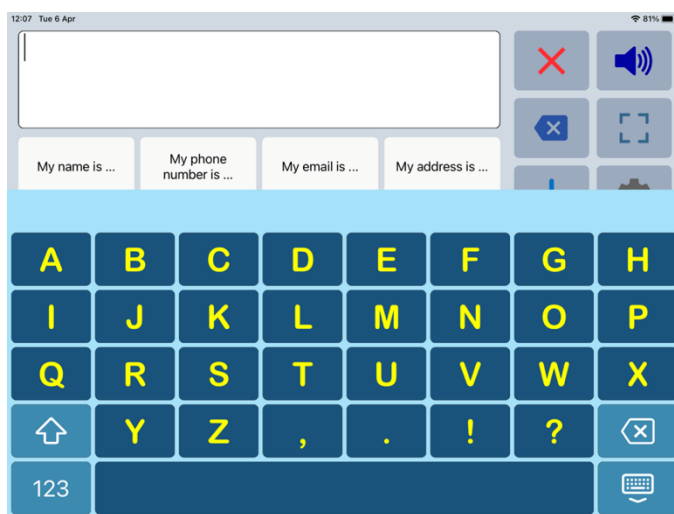 12:07 Tue 6 Apr 81%
My name is ...
My phone
number is ...
My email is ...
My address is ...
A B C D E F G H
I J K L M N O P
Q R S T U V W X
Y Z , . ! ?
123